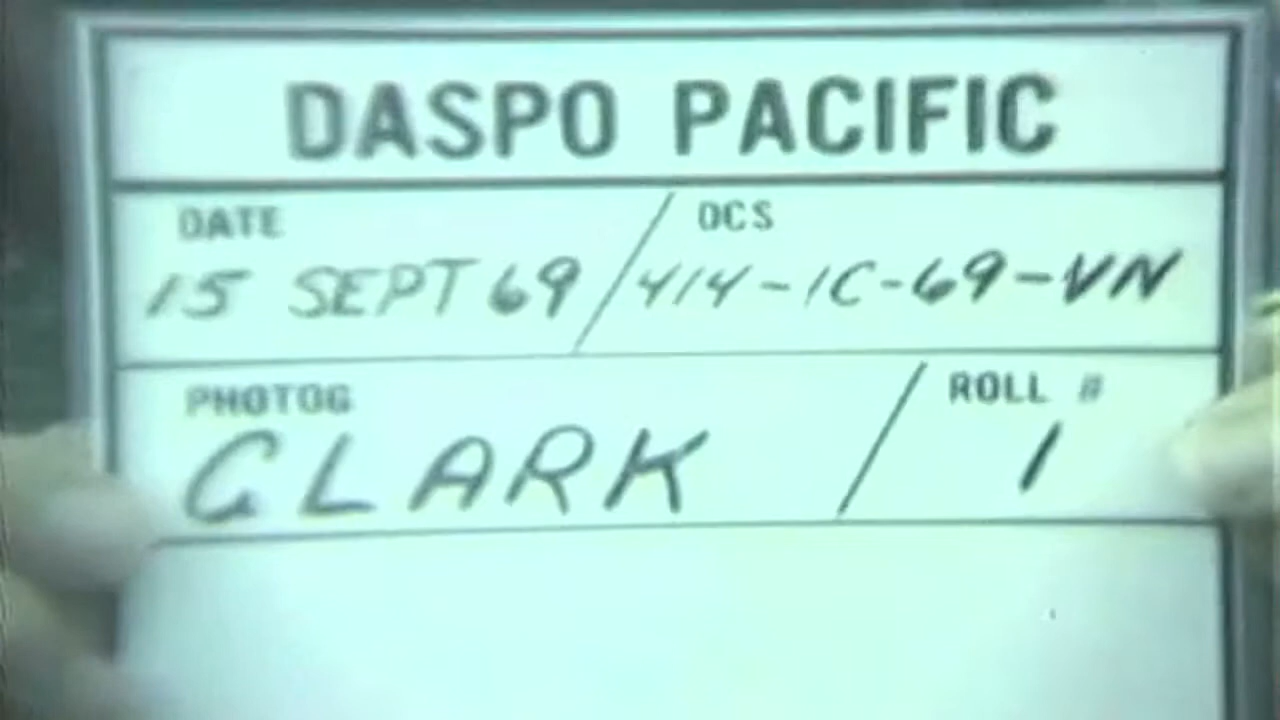 DASPO PACIFIC
DATE / OCS
15 SEPT 69 / 414-1C-69-VN
PHOTOG / ROLL #
CLARK / 1